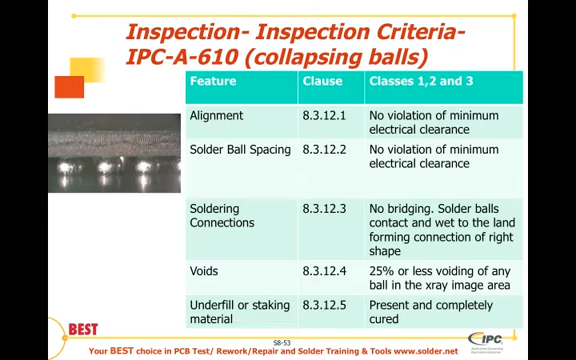 Inspection- Inspection Criteria-
IPC-A-610 (collapsing balls)
Feature Clause Classes 1,2 and 3
Alignment 8.3.12.1 No violation of minimum
electrical clearance
Solder Ball Spacing 8.3.12.2 No violation of minimum
electrical clearance
Soldering 8.3.12.3 No bridging. Solder balls
Connections contact and wet to the land
forming connection of right
shape
Voids 8.3.12.4 25% or less voiding of any
ball in the xray image area
Underfill or staking 8.3.12.5 Present and completely
material cured
BEST
S8-53
IPC
Your BEST choice in PCB Test/ Rework/Repair and Solder Training & Tools www.solder.net